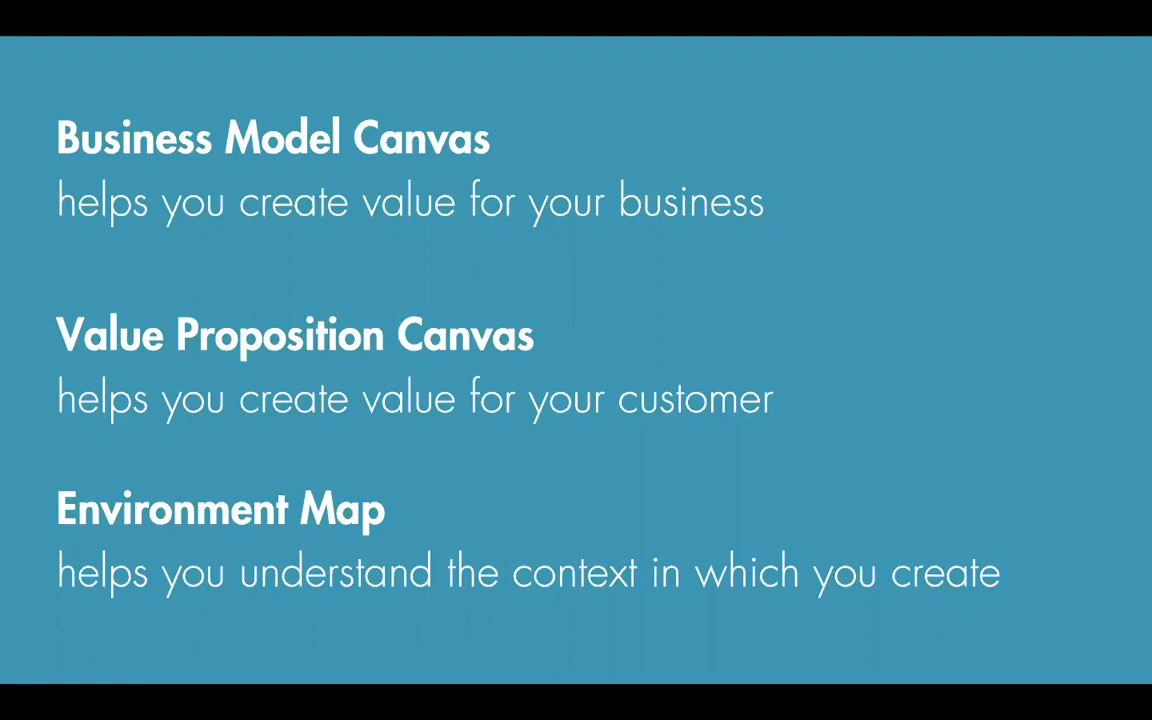 Business Model Canvas
helps you create value for your business
Value Proposition Canvas
helps you create value for your customer
Environment Map
helps you understand the context in which you create